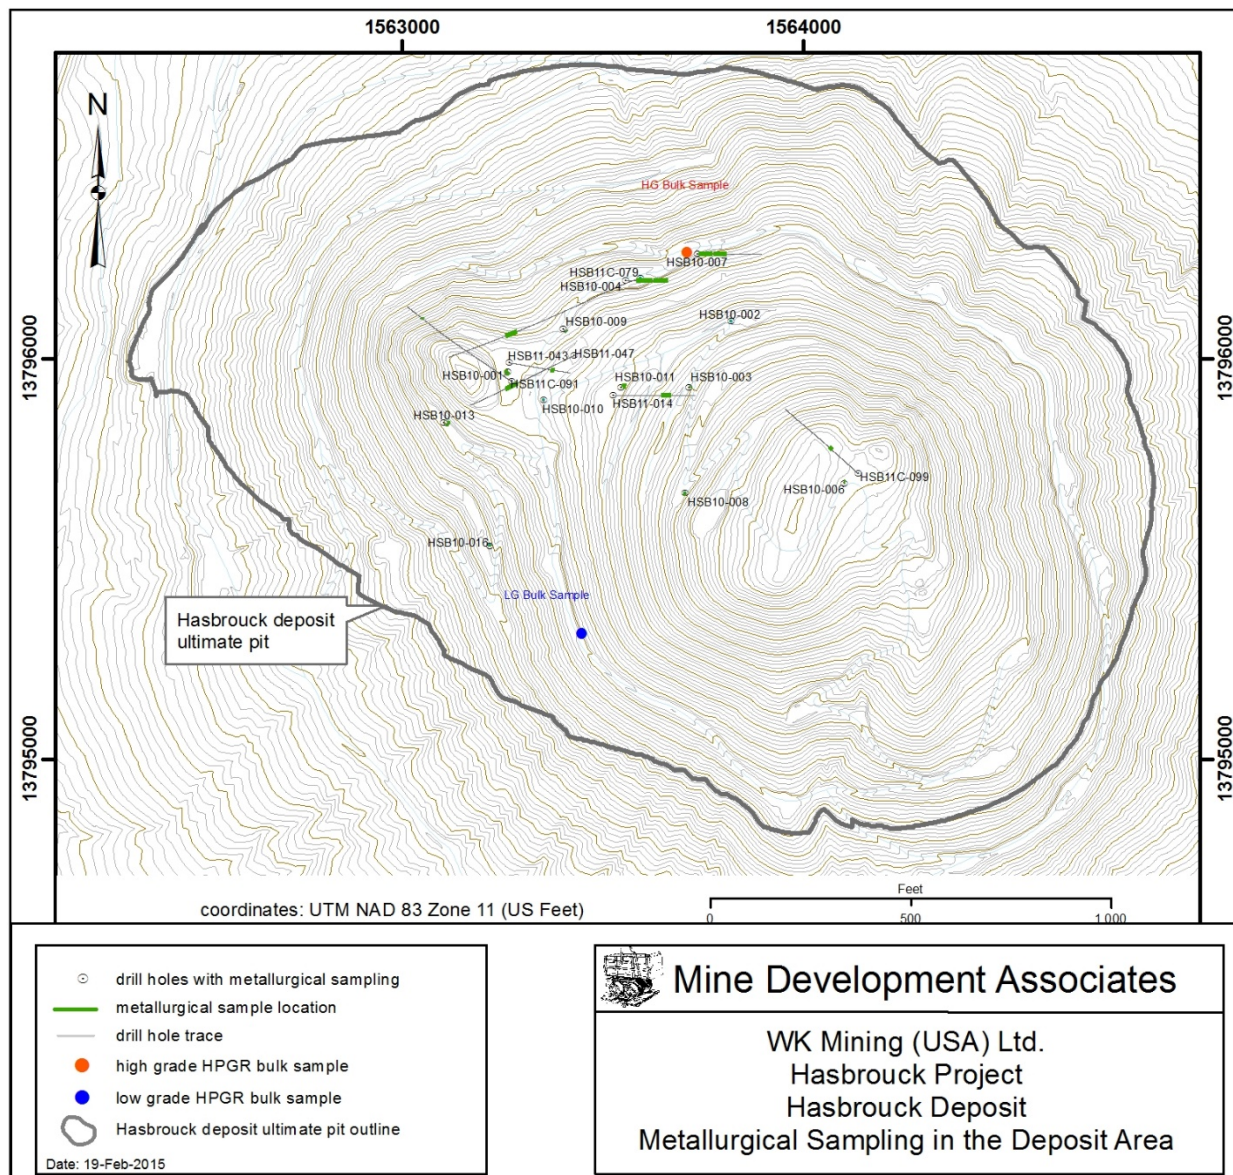 1563000
1564000
N
HG Bulk Sample
HSB10-007
HSB11C-079
HSB10-004
HSB10-009
HSB10-002
13796000
13796000
HSB11-043
HSB11-047
HSB10-001
HSB11C-091
HSB10-011
HSB10-003
HSB10-010
HSB11-014
HSB10-013
HSB11C-099
HSB10-006
HSB10-008
HSB10-016
LG Bulk Sample
Hasbrouck deposit
ultimate pit
13795000
13795000
Feet
coordinates: UTM NAD 83 Zone 11 (US Feet)
0 500 1,000
drill holes with metallurgical sampling
metallurgical sample location
drill hole trace
high grade HPGR bulk sample
low grade HPGR bulk sample
Hasbrouck deposit ultimate pit outline
Date: 19-Feb-2015
Mine Development Associates
WK Mining (USA) Ltd.
Hasbrouck Project
Hasbrouck Deposit
Metallurgical Sampling in the Deposit Area